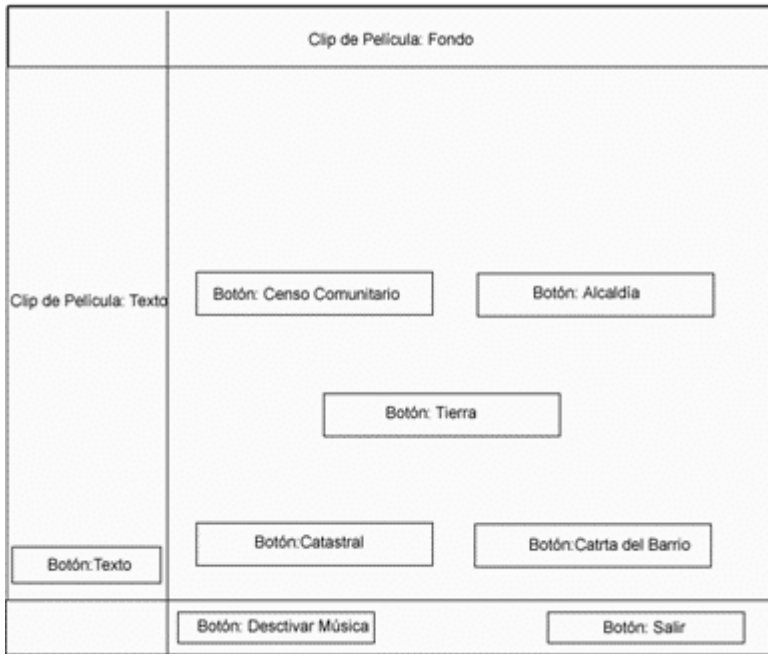 Clip de Película: Fondo
Clip de Película: Texto
Botón: Censo Comunitario
Botón: Alcaldía
Botón: Tierra
Botón:Catastral
Botón:Catrta del Barrio
Botón:Texto
Botón: Desctivar Música
Botón: Salir